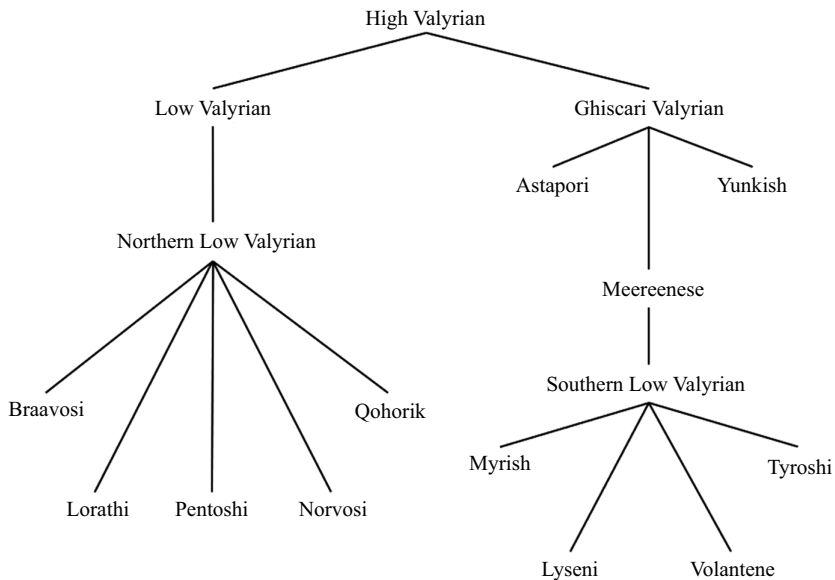 High Valyrian
Low Valyrian
Ghiscari Valyrian
Astapori
Yunkish
Northern Low Valyrian
Meereenese
Southern Low Valyrian
Braavosi
Qohorik
Myrish
Tyroshi
Lorathi
Pentoshi
Norvosi
Lyseni
Volantene